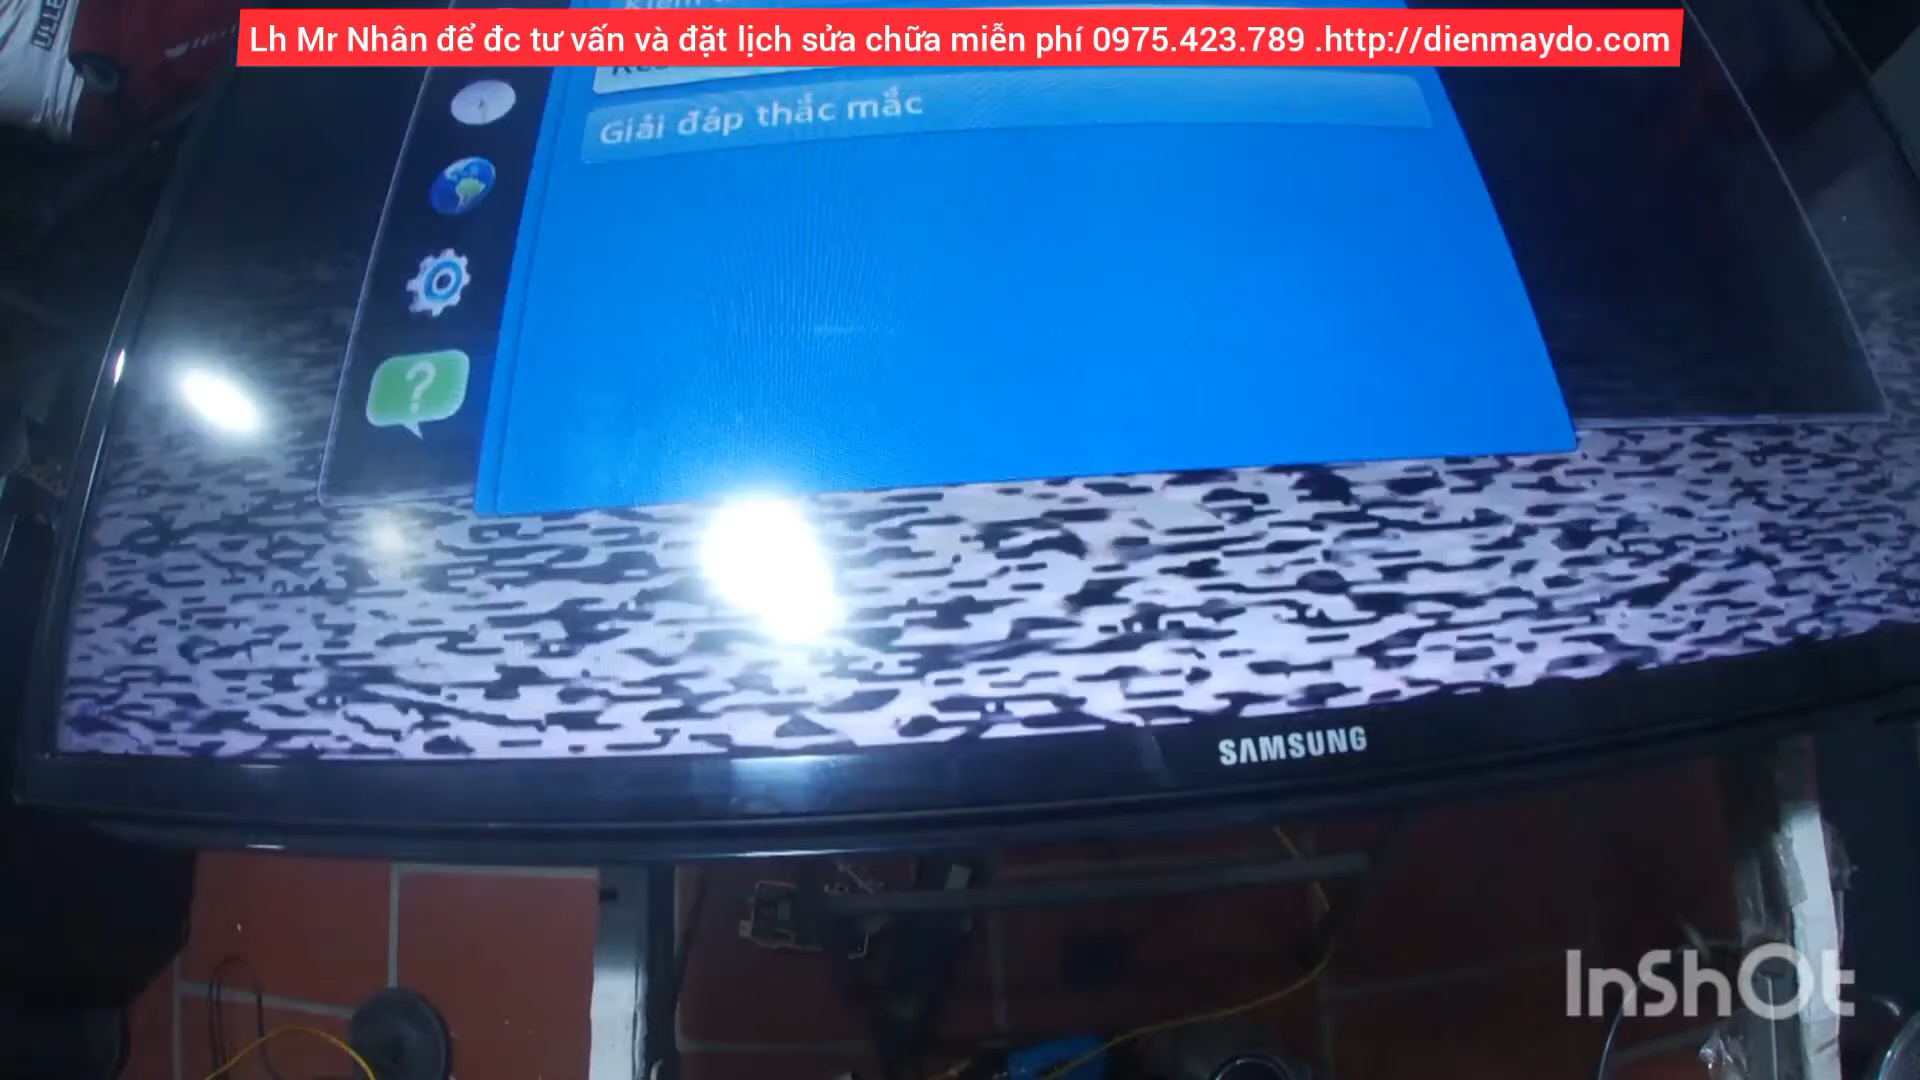 Lh Mr Nhân để đc tư vấn và đặt lịch sửa chữa miễn phí 0975.423.789 .http://dienmaydo.com
Giải đáp thắc mắc
?
SAMSUNG
InShOt